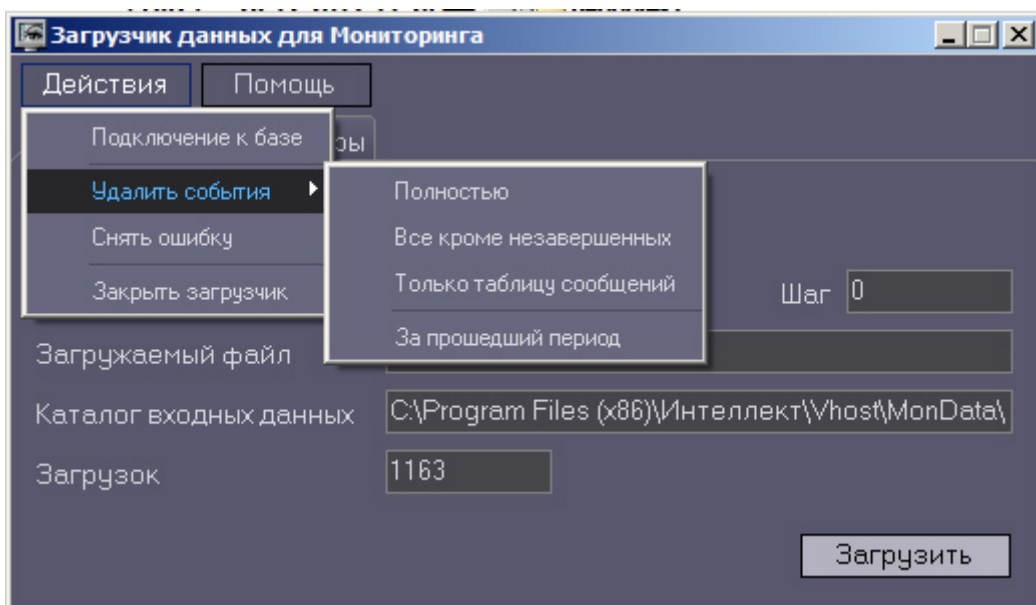 Загрузчик данных для Мониторинга
Действия Помощь
Подключение к базе
ры
Удалить события
Полностью
Снять ошибку
Все кроме незавершенных
Только таблицу сообщений
Закрыть загрузчик
Шаг 0
За прошедший период
Загружаемый файл
Каталог входных данных C:\Program Files (x86)\Интеллект\Vhost\MonData\
Загрузок 1163
Загрузить